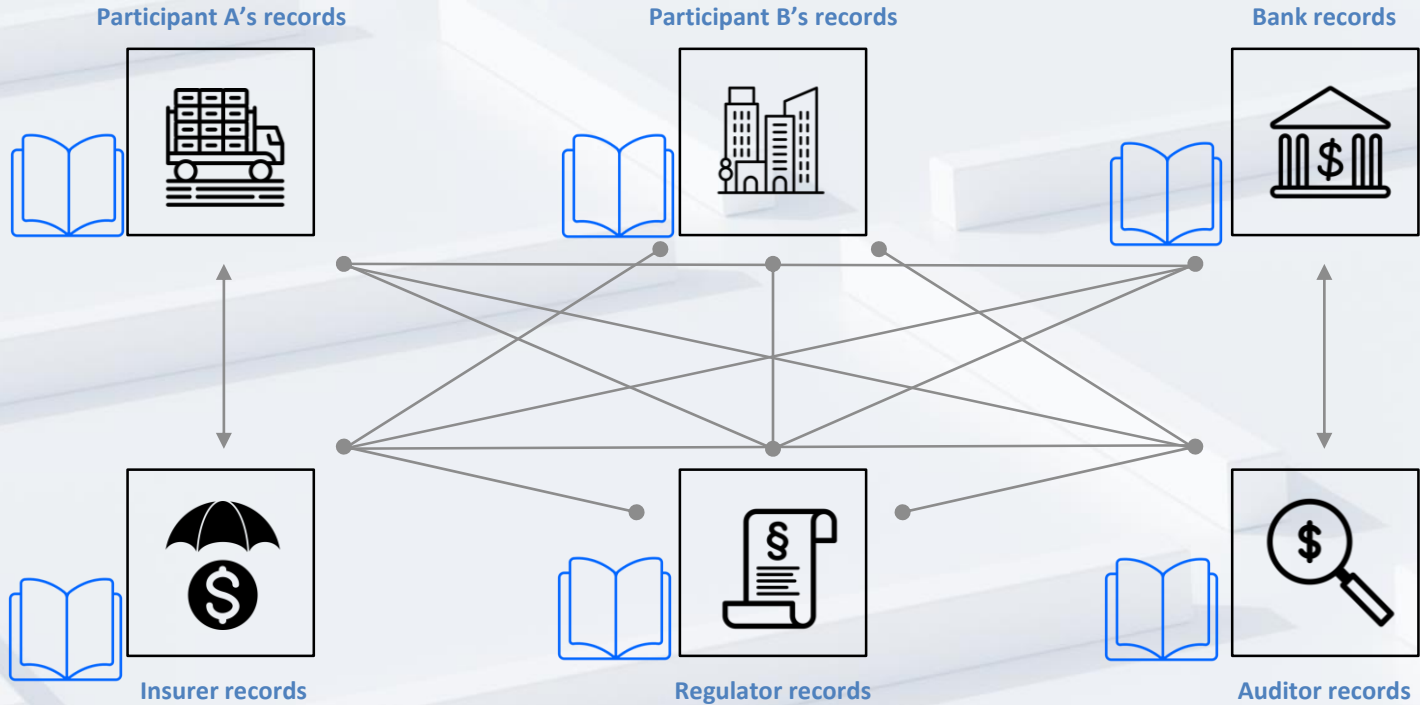 Participant A’s records
Participant B’s records
Bank records
$
$
§
$
Insurer records
Regulator records
Auditor records